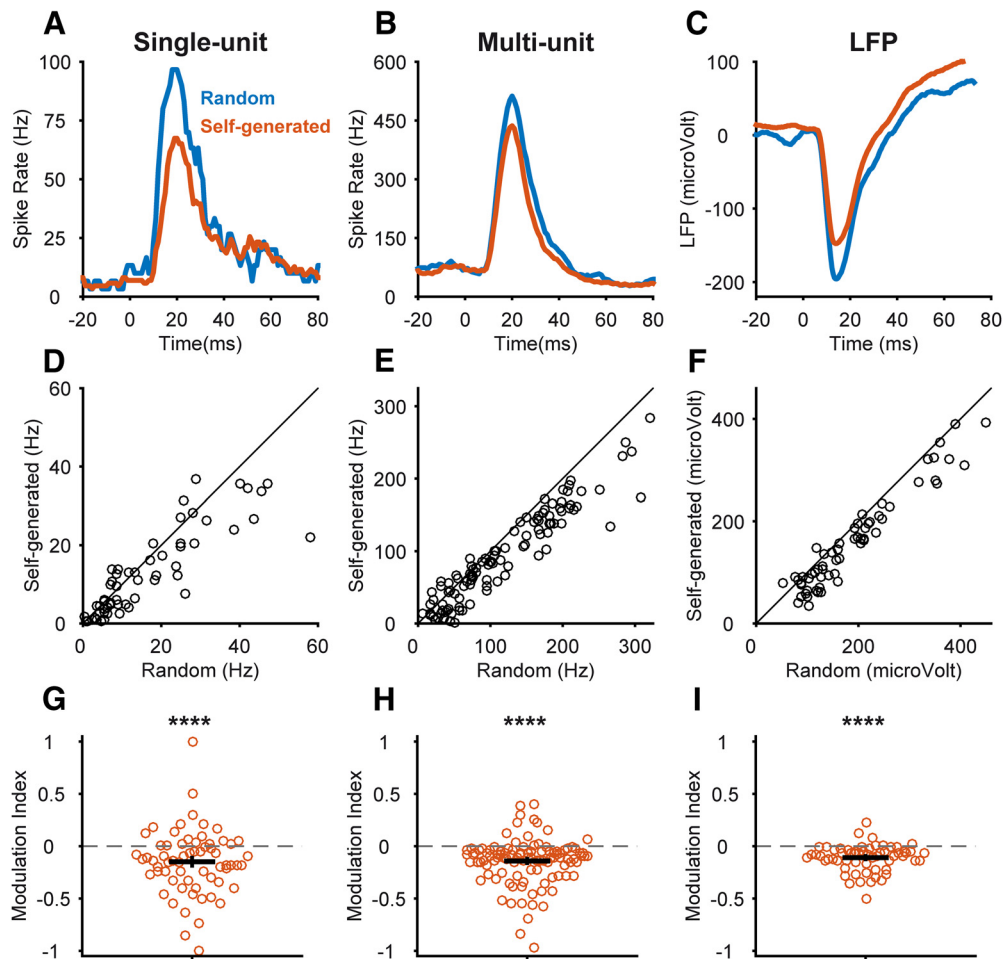 A
Single-unit
B
Multi-unit
C
LFP
Spike Rate (Hz)
100
75
50
25
0
Random
Self-generated
-20 0 20 40 60 80
Time(ms)
Spike Rate (Hz)
600
450
300
150
0
-20 0 20 40 60 80
Time(ms)
LFP (microVolt)
100
0
-100
-200
-20 0 20 40 60 80
Time (ms)
D
Self-generated (Hz)
60
40
20
0
0 20 40 60
Random (Hz)
E
Self-generated (Hz)
300
200
100
0
0 100 200 300
Random (Hz)
F
Self-generated (microVolt)
400
200
0
0 200 400
Random (microVolt)
G
****
Modulation Index
1
0.5
0
-0.5
-1
H
****
Modulation Index
1
0.5
0
-0.5
-1
I
****
Modulation Index
1
0.5
0
-0.5
-1